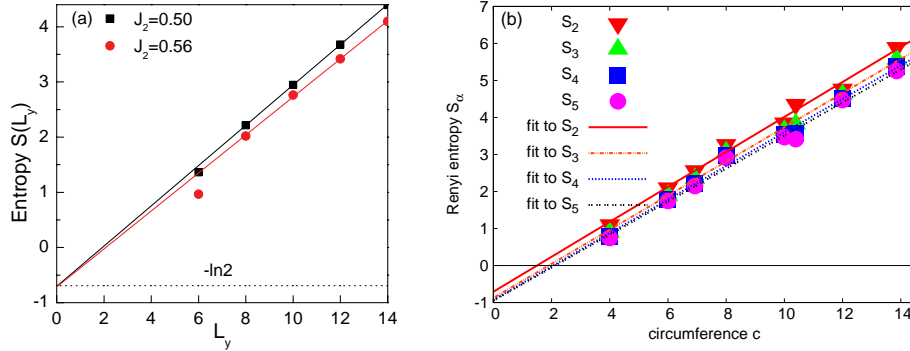 (a)
J2=0.50
J2=0.56
Entropy S(Ly)
4
3
2
1
0
-1
-ln2
0 2 4 6 8 10 12 14
Ly
(b)
S2
S3
S4
S5
fit to S2
fit to S3
fit to S4
fit to S5
Renyi entropy Sα
7
6
5
4
3
2
1
0
-1
0 2 4 6 8 10 12 14
circumference c